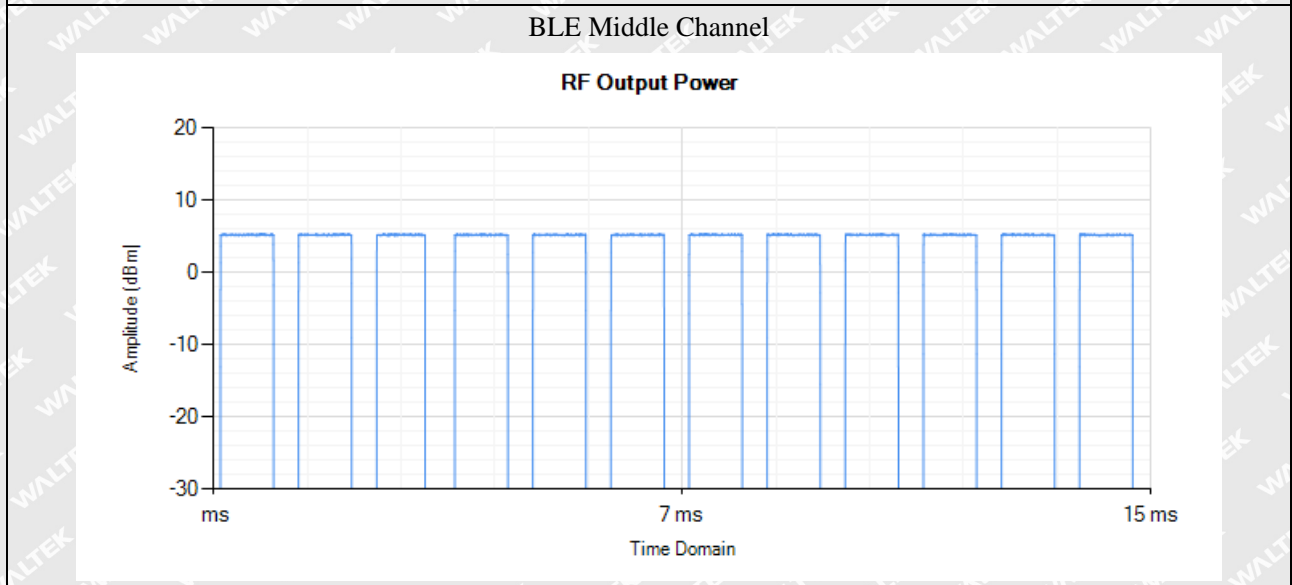 BLE Middle Channel
RF Output Power
20
10
0
-10
-20
-30
Amplitude [dBm]
ms
7 ms
15 ms
Time Domain
WALTEK